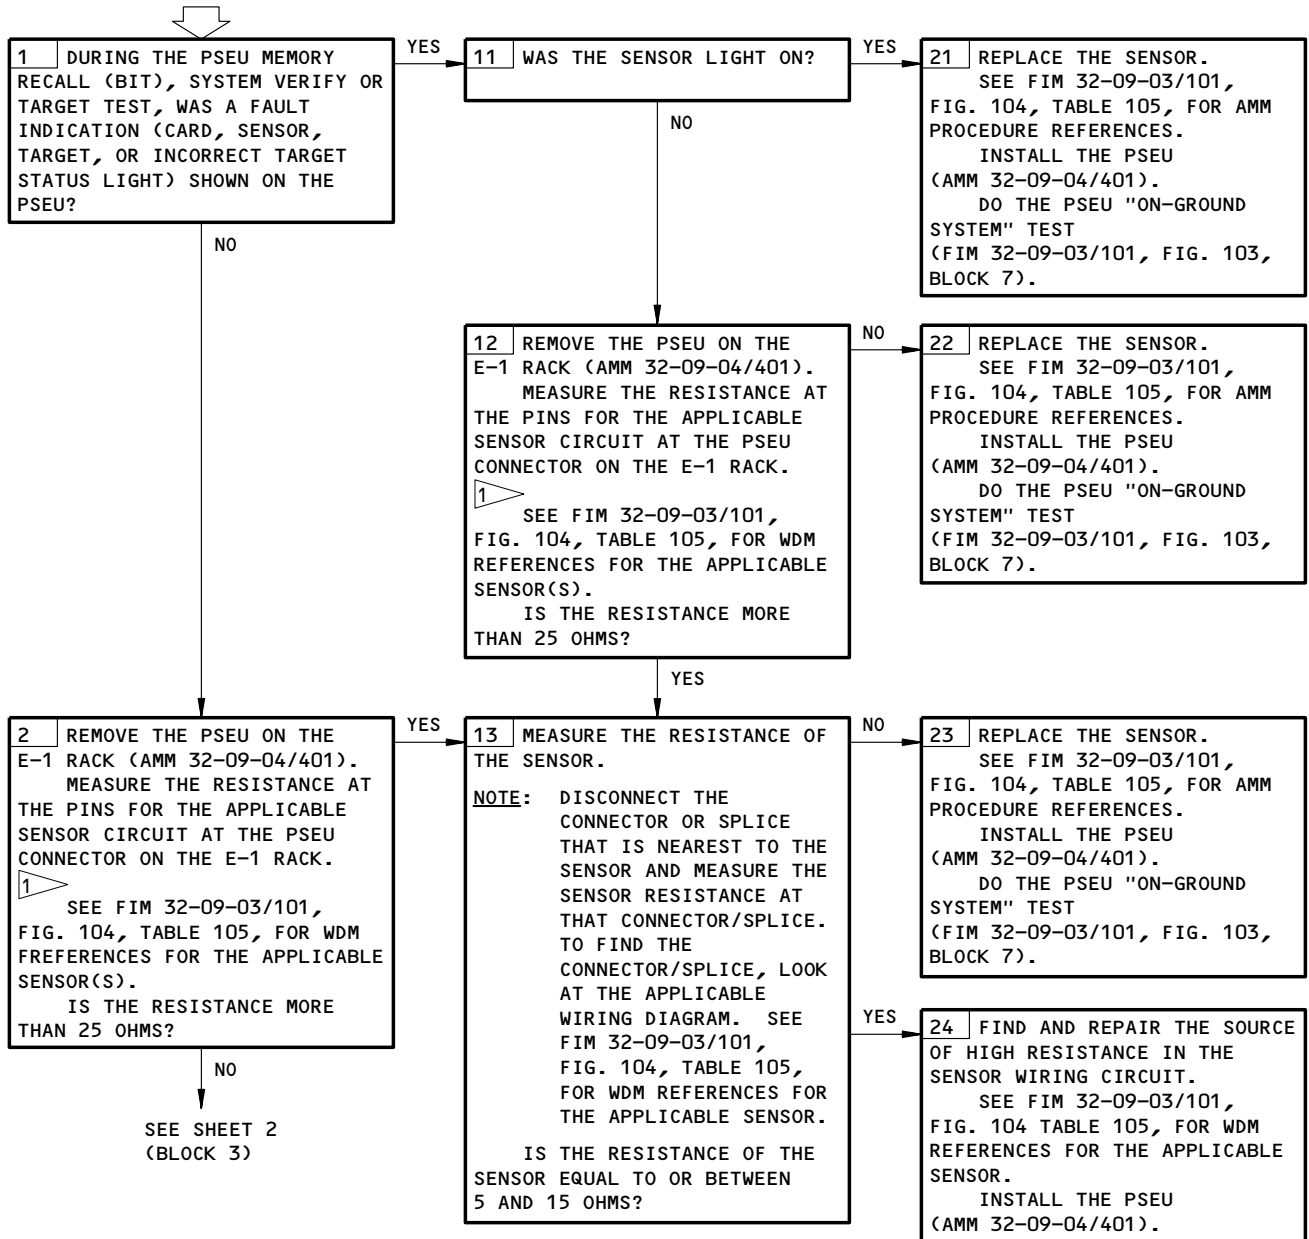 1 DURING THE PSEU MEMORY
RECALL (BIT), SYSTEM VERIFY OR
TARGET TEST, WAS A FAULT
INDICATION (CARD, SENSOR,
TARGET, OR INCORRECT TARGET
STATUS LIGHT) SHOWN ON THE
PSEU?
YES
11 WAS THE SENSOR LIGHT ON?
YES
21 REPLACE THE SENSOR.
SEE FIM 32-09-03/101,
FIG. 104, TABLE 105, FOR AMM
PROCEDURE REFERENCES.
INSTALL THE PSEU
(AMM 32-09-04/401).
DO THE PSEU "ON-GROUND
SYSTEM" TEST
(FIM 32-09-03/101, FIG. 103,
BLOCK 7).
NO
NO
12 REMOVE THE PSEU ON THE
E-1 RACK (AMM 32-09-04/401).
MEASURE THE RESISTANCE AT
THE PINS FOR THE APPLICABLE
SENSOR CIRCUIT AT THE PSEU
CONNECTOR ON THE E-1 RACK.
1
SEE FIM 32-09-03/101,
FIG. 104, TABLE 105, FOR WDM
REFERENCES FOR THE APPLICABLE
SENSOR(S).
IS THE RESISTANCE MORE
THAN 25 OHMS?
NO
22 REPLACE THE SENSOR.
SEE FIM 32-09-03/101,
FIG. 104, TABLE 105, FOR AMM
PROCEDURE REFERENCES.
INSTALL THE PSEU
(AMM 32-09-04/401).
DO THE PSEU "ON-GROUND
SYSTEM" TEST
(FIM 32-09-03/101, FIG. 103,
BLOCK 7).
YES
2 REMOVE THE PSEU ON THE
E-1 RACK (AMM 32-09-04/401).
MEASURE THE RESISTANCE AT
THE PINS FOR THE APPLICABLE
SENSOR CIRCUIT AT THE PSEU
CONNECTOR ON THE E-1 RACK.
1
SEE FIM 32-09-03/101,
FIG. 104, TABLE 105, FOR WDM
FREFERENCES FOR THE APPLICABLE
SENSOR(S).
IS THE RESISTANCE MORE
THAN 25 OHMS?
YES
NO
SEE SHEET 2
(BLOCK 3)
13 MEASURE THE RESISTANCE OF
THE SENSOR.
NOTE: DISCONNECT THE
CONNECTOR OR SPLICE
THAT IS NEAREST TO THE
SENSOR AND MEASURE THE
SENSOR RESISTANCE AT
THAT CONNECTOR/SPLICE.
TO FIND THE
CONNECTOR/SPLICE, LOOK
AT THE APPLICABLE
WIRING DIAGRAM. SEE
FIM 32-09-03/101,
FIG. 104, TABLE 105,
FOR WDM REFERENCES FOR
THE APPLICABLE SENSOR.
IS THE RESISTANCE OF THE
SENSOR EQUAL TO OR BETWEEN
5 AND 15 OHMS?
NO
23 REPLACE THE SENSOR.
SEE FIM 32-09-03/101,
FIG. 104, TABLE 105, FOR AMM
PROCEDURE REFERENCES.
INSTALL THE PSEU
(AMM 32-09-04/401).
DO THE PSEU "ON-GROUND
SYSTEM" TEST
(FIM 32-09-03/101, FIG. 103,
BLOCK 7).
YES
24 FIND AND REPAIR THE SOURCE
OF HIGH RESISTANCE IN THE
SENSOR WIRING CIRCUIT.
SEE FIM 32-09-03/101,
FIG. 104 TABLE 105, FOR WDM
REFERENCES FOR THE APPLICABLE
SENSOR.
INSTALL THE PSEU
(AMM 32-09-04/401).